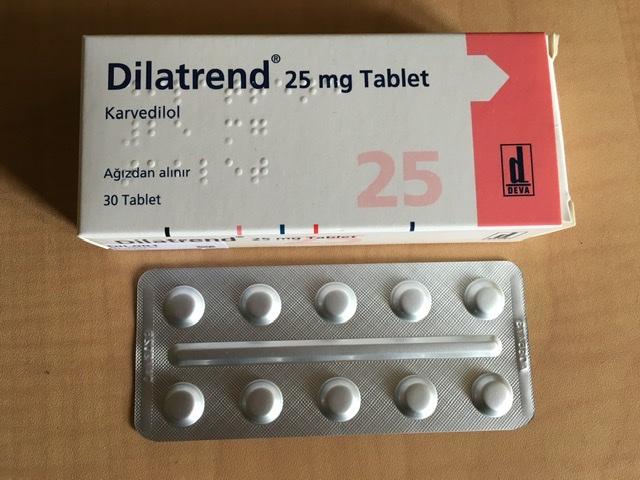 Dilatrend® 25 mg Tablet
Karvedilol
Ağızdan alınır
30 Tablet
25
d
DEVA
Dilatrend® 25 mg Tablet